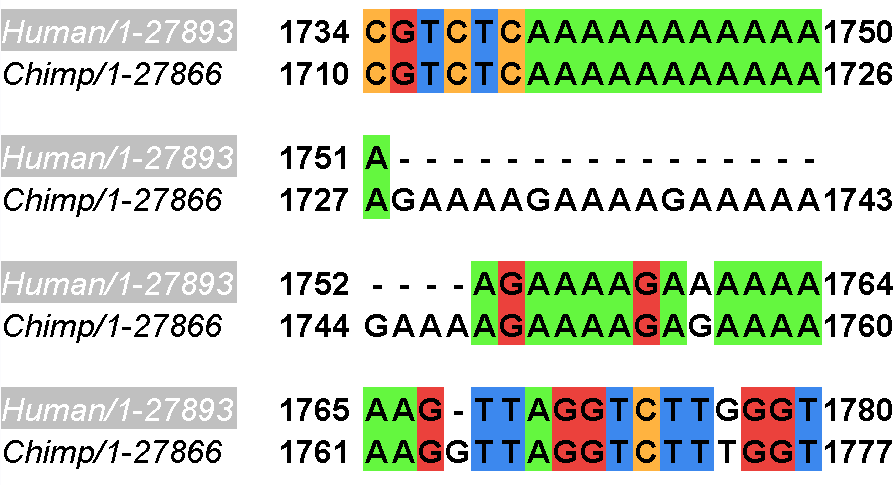 Human/1-27893 1734 CGTCTCAAAAAAAAAAA 1750
Chimp/1-27866 1710 CGTCTCAAAAAAAAAAA 1726
Human/1-27893 1751 A----------------
Chimp/1-27866 1727 AGAAAAGAAAAGAAAAA 1743
Human/1-27893 1752 ----AGAAAAGAAAAAA 1764
Chimp/1-27866 1744 GAAAAGAAAAGAGAAAA 1760
Human/1-27893 1765 AAG-TTAGGTCTTGGGT 1780
Chimp/1-27866 1761 AAGGTTAGGTCTTTGGT 1777